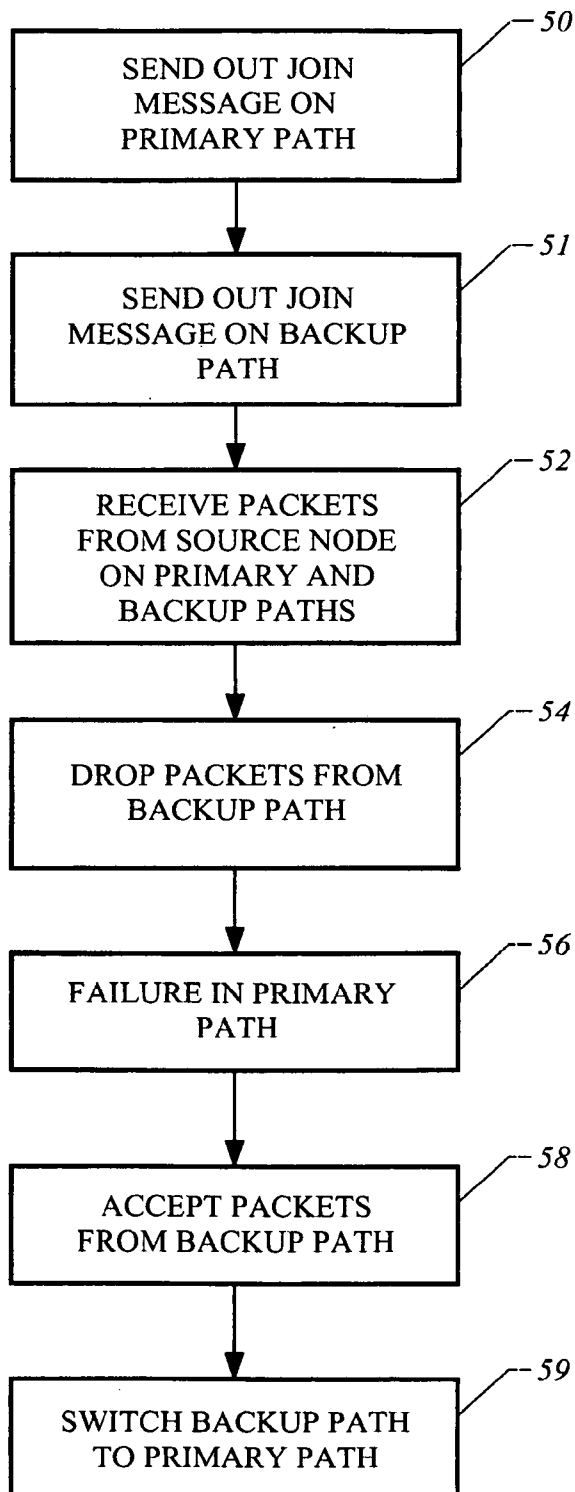 50
SEND OUT JOIN
MESSAGE ON
PRIMARY PATH
51
SEND OUT JOIN
MESSAGE ON BACKUP
PATH
52
RECEIVE PACKETS
FROM SOURCE NODE
ON PRIMARY AND
BACKUP PATHS
54
DROP PACKETS FROM
BACKUP PATH
56
FAILURE IN PRIMARY
PATH
58
ACCEPT PACKETS
FROM BACKUP PATH
59
SWITCH BACKUP PATH
TO PRIMARY PATH